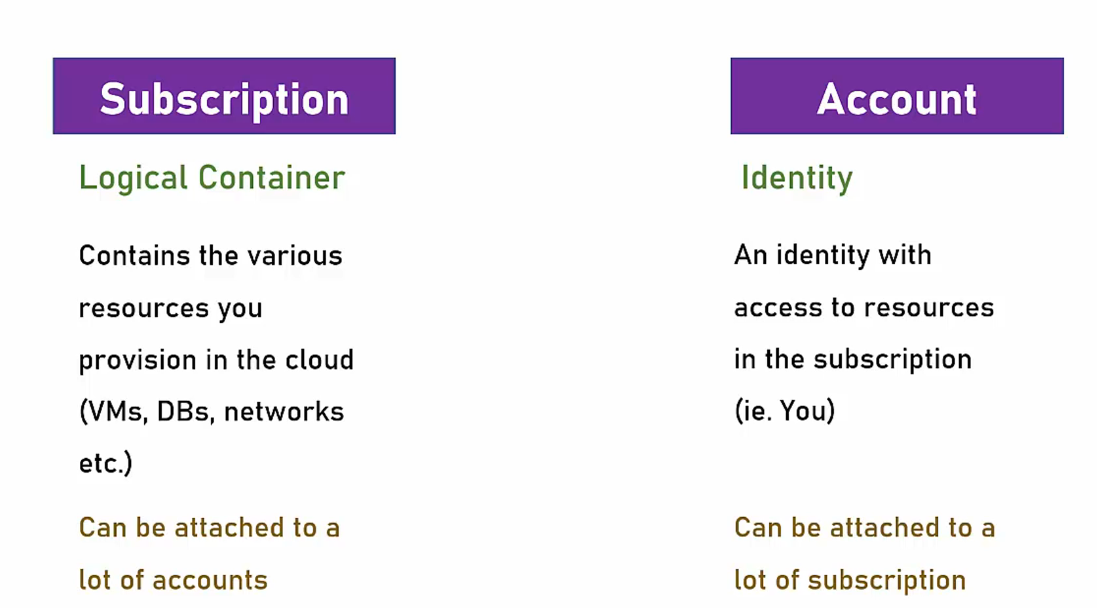 Subscription
Logical Container
Contains the various
resources you
provision in the cloud
(VMs, DBs, networks
etc.)
Can be attached to a
lot of accounts
Account
Identity
An identity with
access to resources
in the subscription
(ie. You)
Can be attached to a
lot of subscription